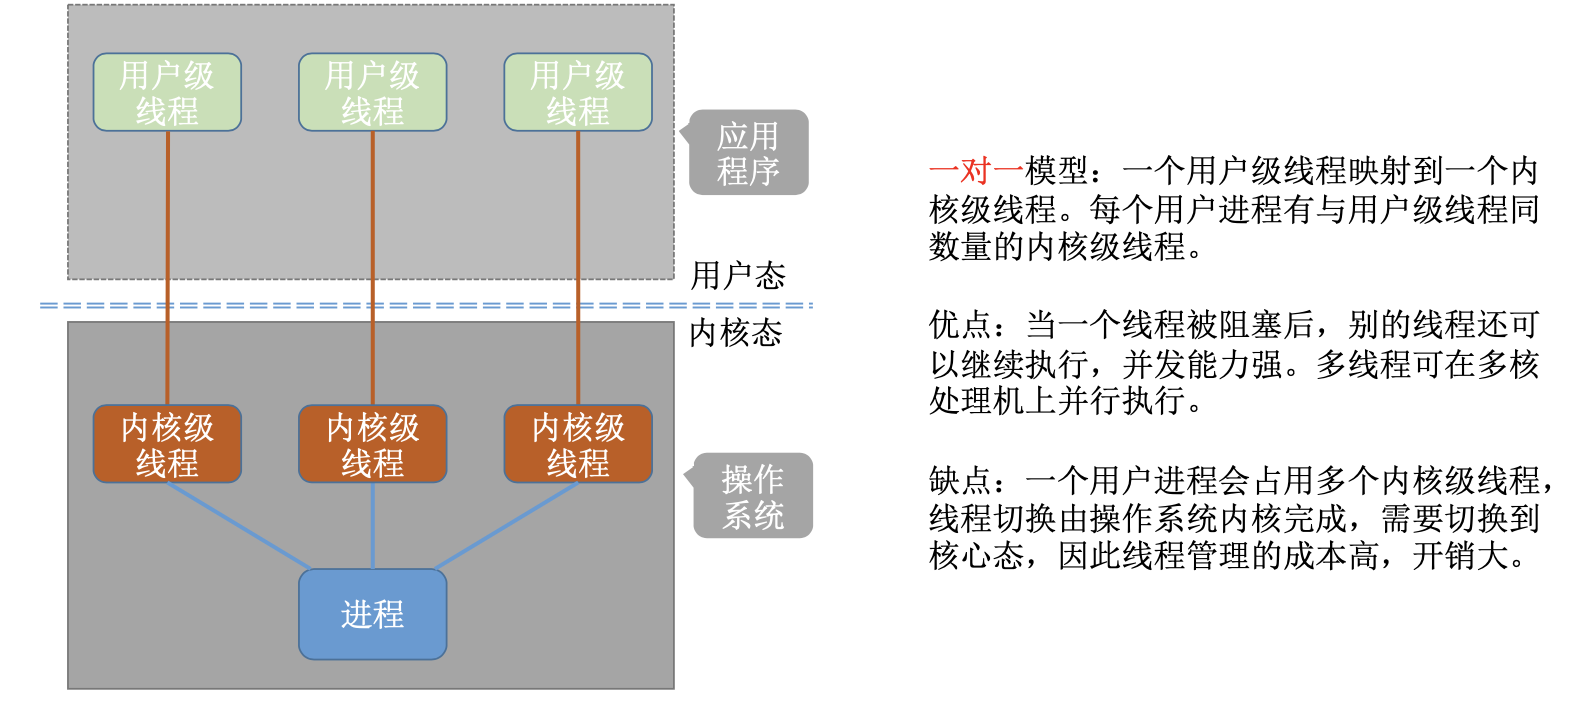 用户级
线程
用户级
线程
用户级
线程
应用
程序
用户态
内核态
内核级
线程
内核级
线程
内核级
线程
操作
系统
进程
一对一模型：一个用户级线程映射到一个内
核级线程。每个用户进程有与用户级线程同
数量的内核级线程。
优点：当一个线程被阻塞后，别的线程还可
以继续执行，并发能力强。多线程可在多核
处理机上并行执行。
缺点：一个用户进程会占用多个内核级线程，
线程切换由操作系统内核完成，需要切换到
核心态，因此线程管理的成本高，开销大。